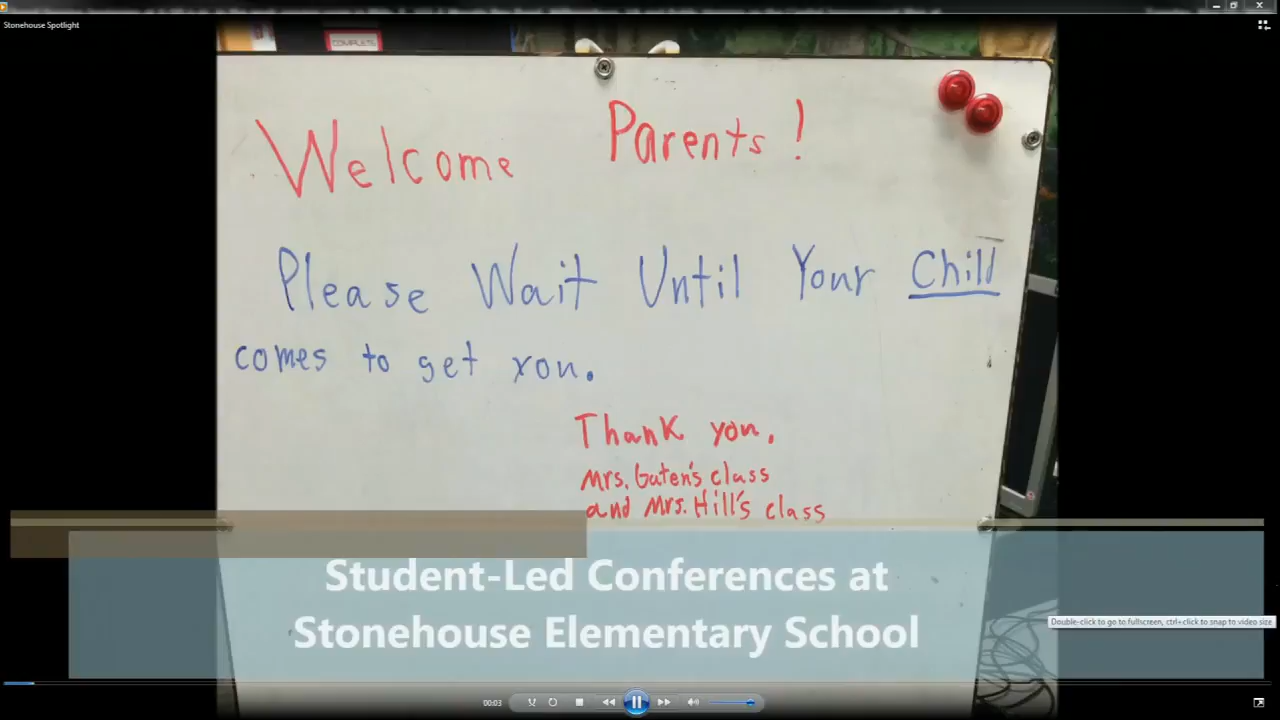 Stonehouse Spotlight
COMPLETE
Welcome Parents!
Please Wait Until Your Child
comes to get you.
Thank you,
Mrs. Gaten's class
and Mrs. Hill's class
Student-Led Conferences at
Stonehouse Elementary School
Double-click to go to fullscreen, ctrl+click to snap to video size
00:03